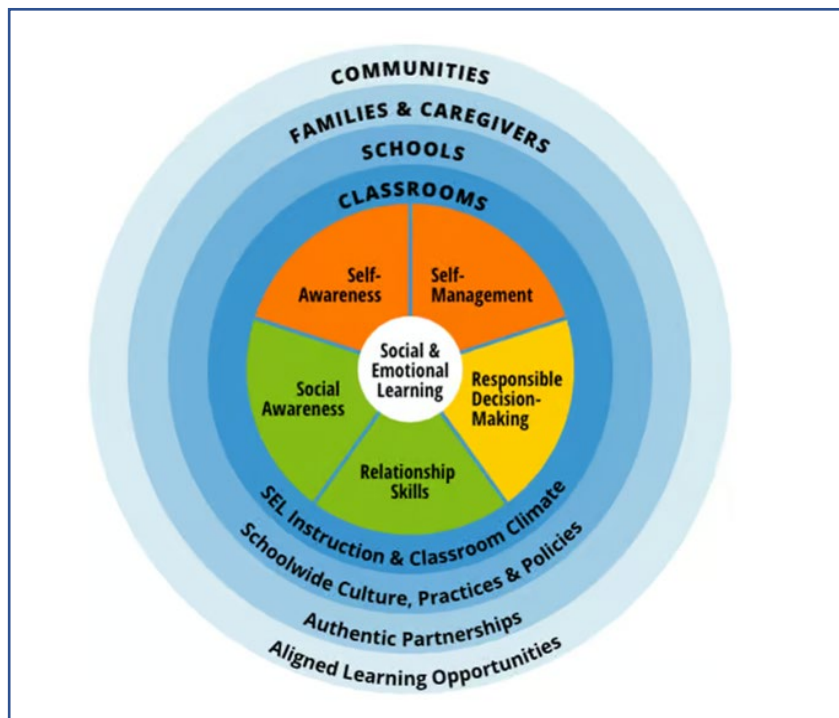 COMMUNITIES
FAMILIES & CAREGIVERS
SCHOOLS
CLASSROOMS
Self-
Awareness
Self-
Management
Social &
Emotional
Learning
Social
Awareness
Responsible
Decision-
Making
Relationship
Skills
SEL Instruction & Classroom Climate
Schoolwide Culture, Practices & Policies
Authentic Partnerships
Aligned Learning Opportunities